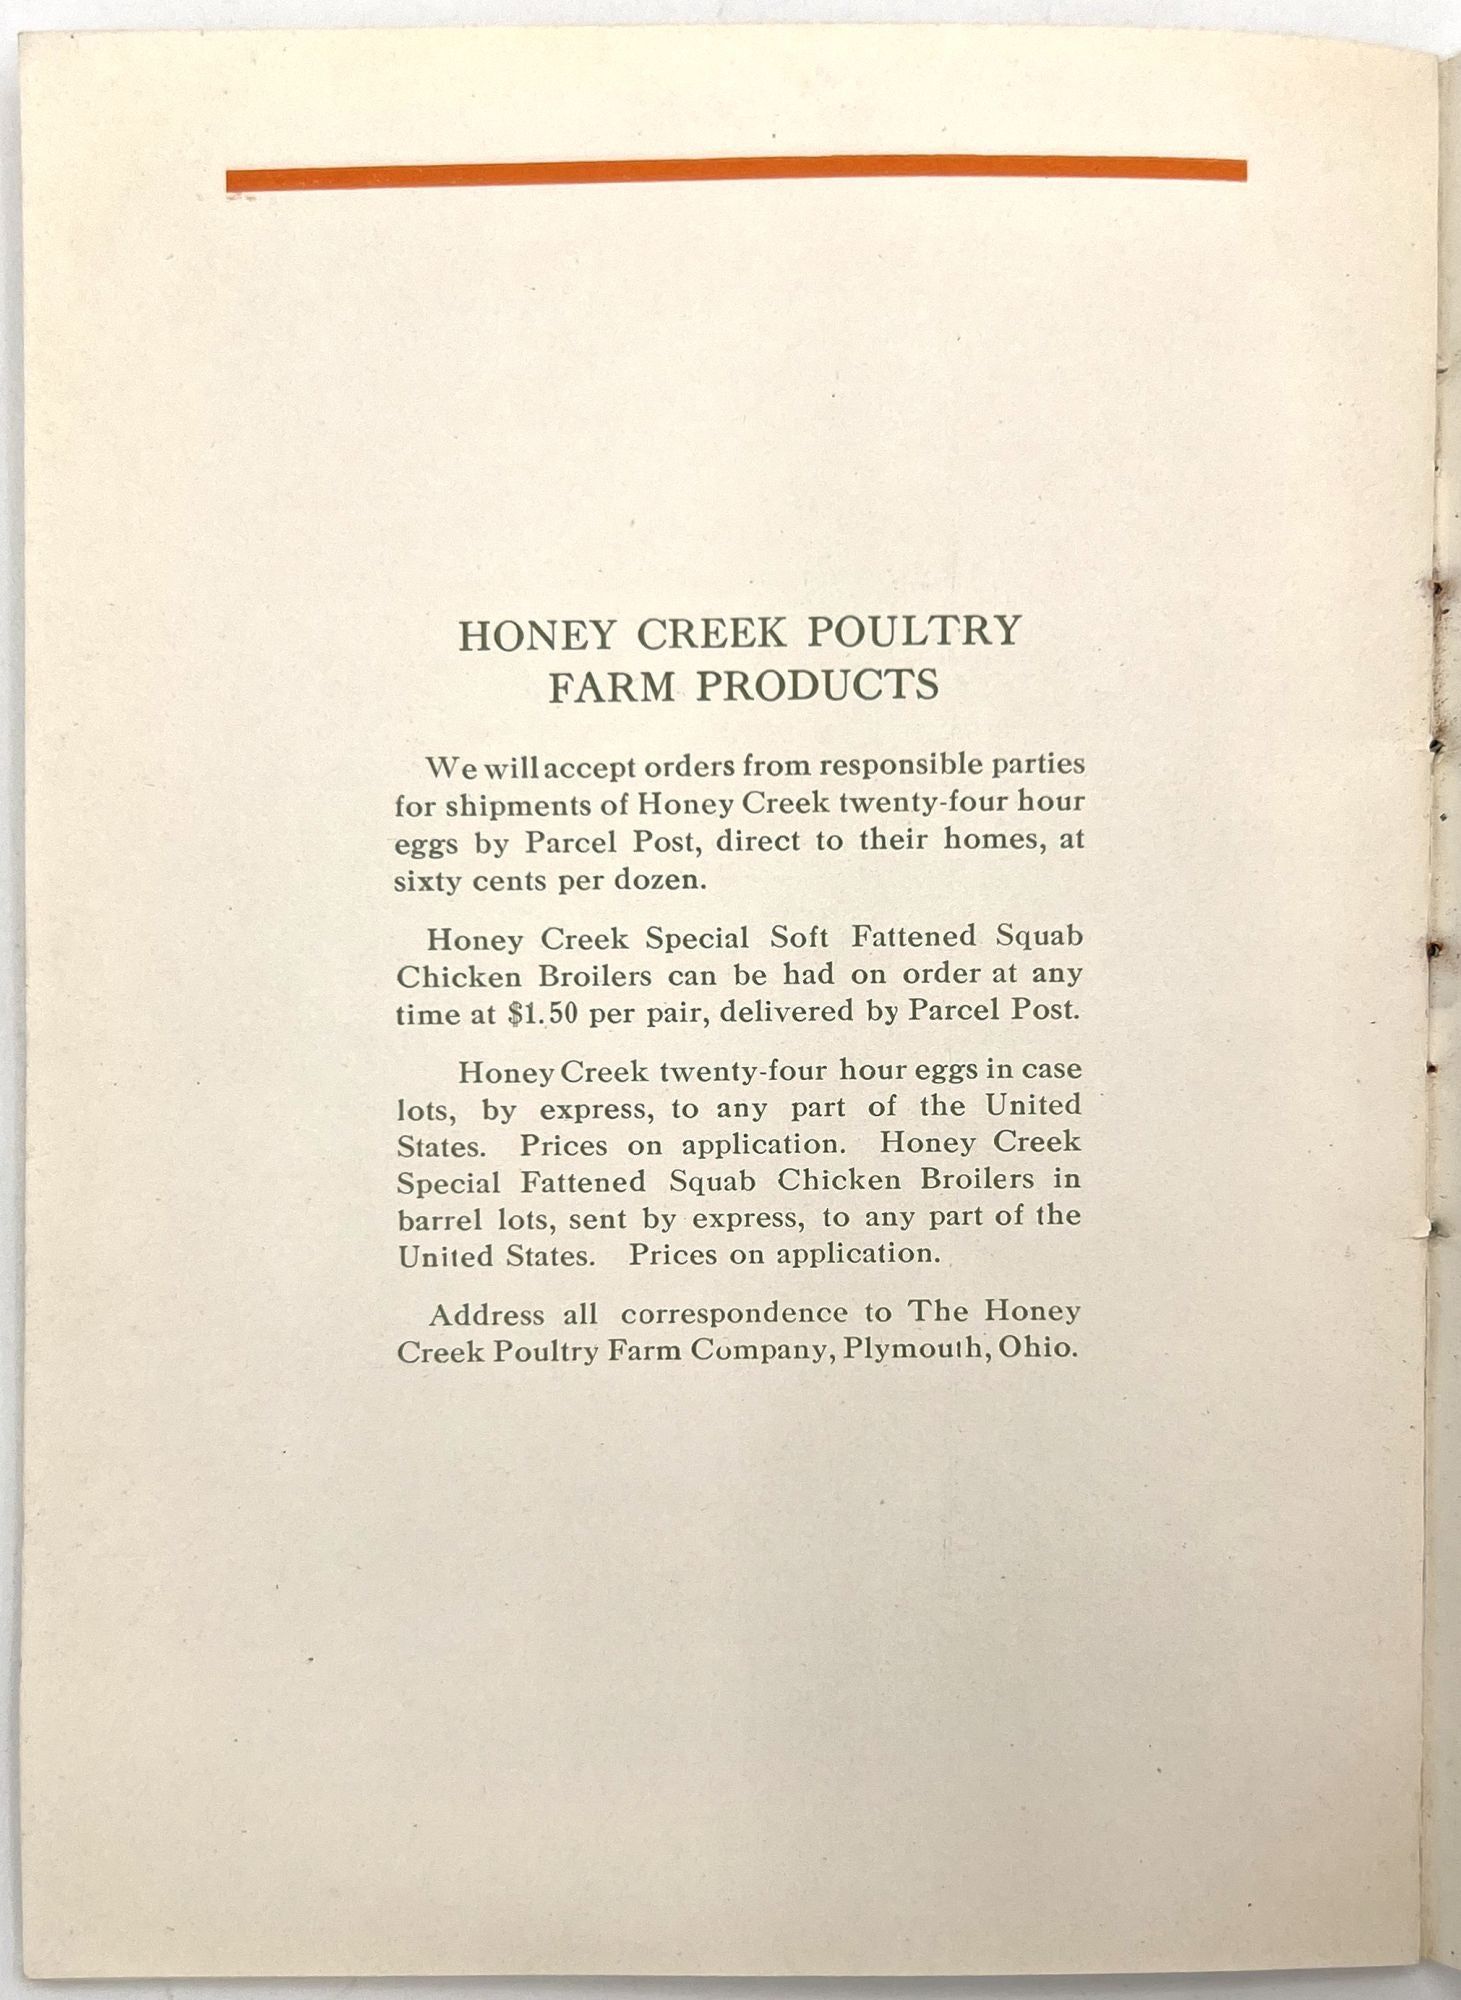 HONEY CREEK POULTRY
FARM PRODUCTS
We will accept orders from responsible parties
for shipments of Honey Creek twenty-four hour
eggs by Parcel Post, direct to their homes, at
sixty cents per dozen.
Honey Creek Special Soft Fattened Squab
Chicken Broilers can be had on order at any
time at $1.50 per pair, delivered by Parcel Post.
Honey Creek twenty-four hour eggs in case
lots, by express, to any part of the United
States. Prices on application. Honey Creek
Special Fattened Squab Chicken Broilers in
barrel lots, sent by express, to any part of the
United States. Prices on application.
Address all correspondence to The Honey
Creek Poultry Farm Company, Plymouth, Ohio.